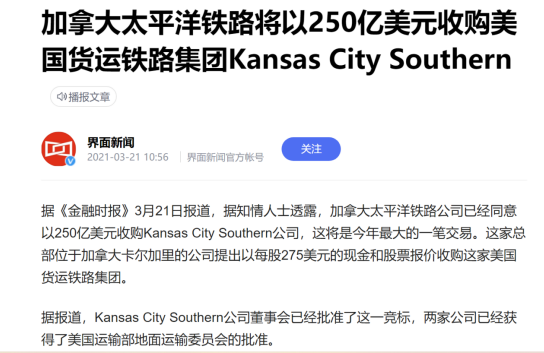 加拿大太平洋铁路将以250亿美元收购美
国货运铁路集团Kansas City Southern
播报文章
界面新闻
2021-03-21 10:56 界面新闻官方帐号
关注
据《金融时报》3月21日报道，据知情人士透露，加拿大太平洋铁路公司已经同意
以250亿美元收购Kansas City Southern公司，这将是今年最大的一笔交易。这家总
部位于加拿大卡尔加里的公司提出以每股275美元的现金和股票报价收购这家美国
货运铁路集团。
据报道，Kansas City Southern公司董事会已经批准了这一竞标，两家公司已经获
得了美国运输部地面运输委员会的批准。